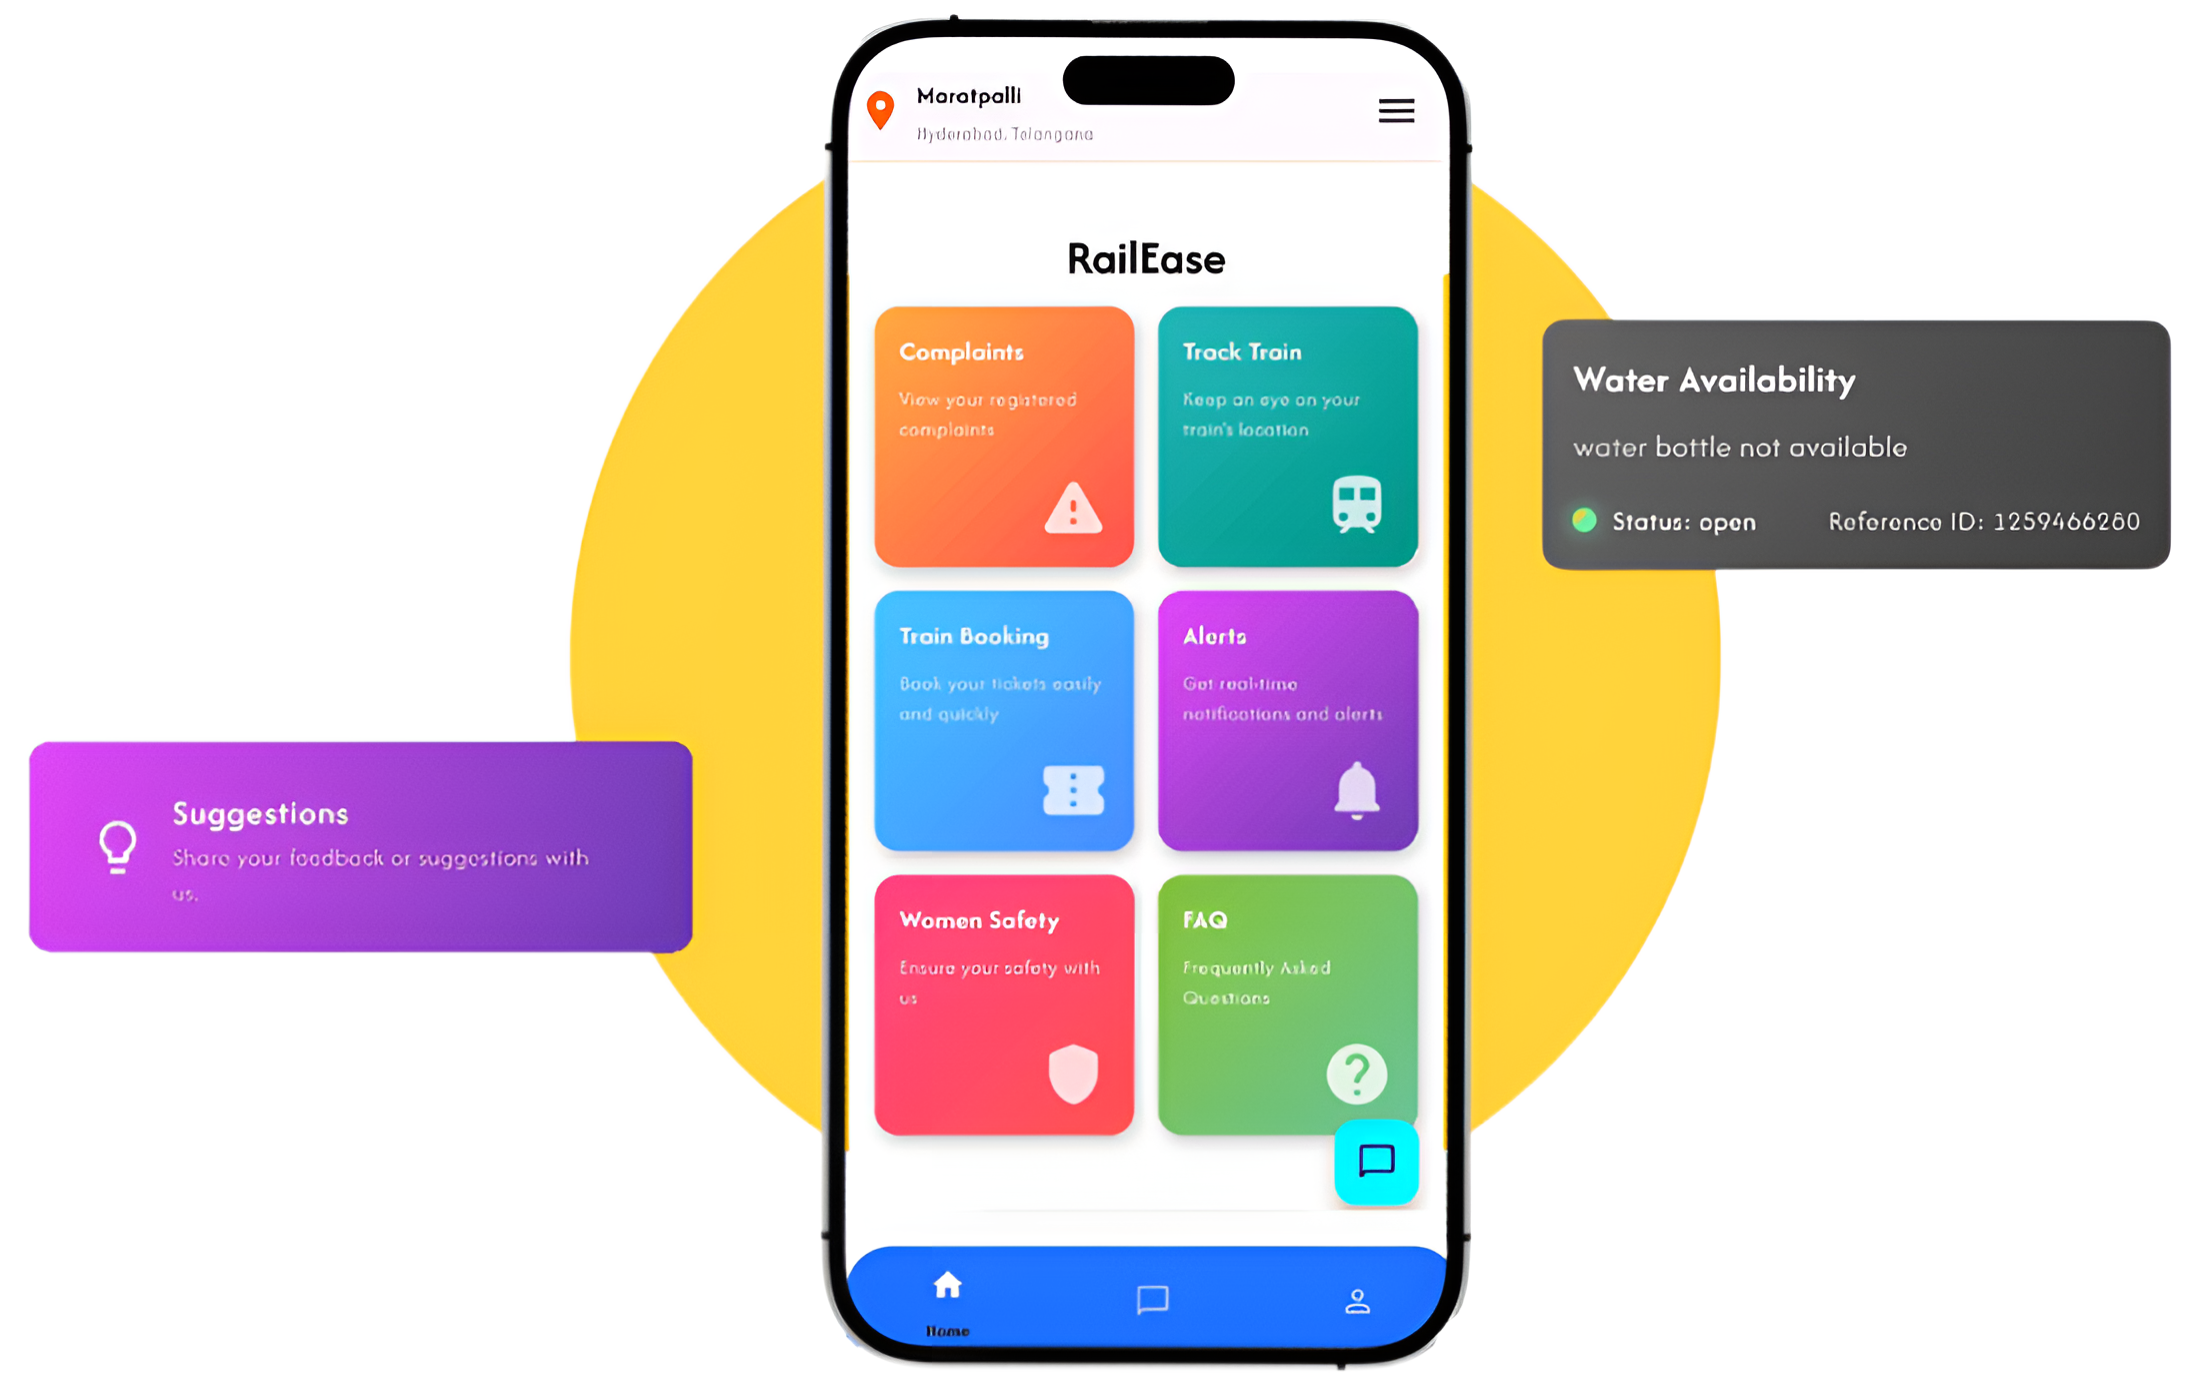 Maratpalli
Hyderabad, Telangana
RailEase
Complaints
View your registered
complaints
Track Train
Keep an eye on your
train's location
Train Booking
Book your tickets easily
and quickly
Alerts
Get real-time
notifications and alerts
Women Safety
Ensure your safety with
us
FAQ
Frequently Asked
Questions
Home
Water Availability
water bottle not available
Status: open
Reference ID: 1259466280
Suggestions
Share your feedback or suggestions with
us.